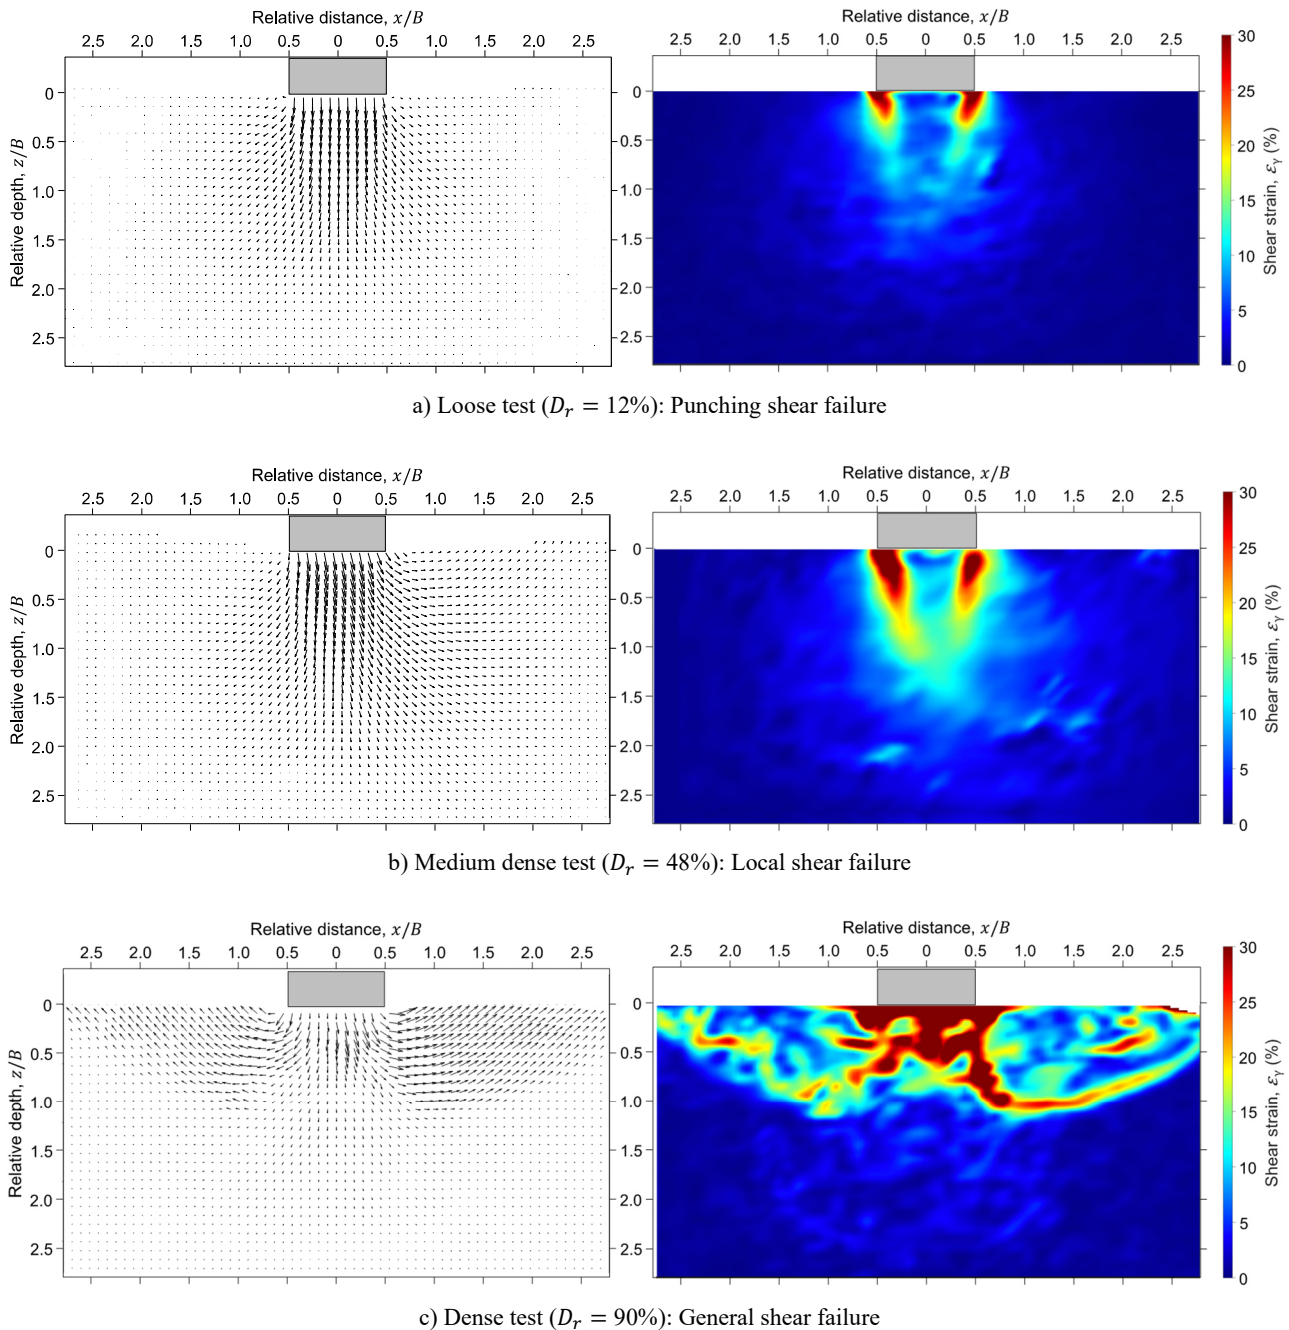 Relative distance, x/B
Relative distance, x/B
2.5 2.0 1.5 1.0 0.5 0 0.5 1.0 1.5 2.0 2.5
2.5 2.0 1.5 1.0 0.5 0 0.5 1.0 1.5 2.0 2.5
Relative depth, z/B
0
0.5
1.0
1.5
2.0
2.5
0
0.5
1.0
1.5
2.0
2.5
30
25
20
15
10
5
0
Shear strain, εγ (%)
a) Loose test (Dr = 12%): Punching shear failure
Relative distance, x/B
Relative distance, x/B
2.5 2.0 1.5 1.0 0.5 0 0.5 1.0 1.5 2.0 2.5
2.5 2.0 1.5 1.0 0.5 0 0.5 1.0 1.5 2.0 2.5
Relative depth, z/B
0
0.5
1.0
1.5
2.0
2.5
0
0.5
1.0
1.5
2.0
2.5
30
25
20
15
10
5
0
Shear strain, εγ (%)
b) Medium dense test (Dr = 48%): Local shear failure
Relative distance, x/B
Relative distance, x/B
2.5 2.0 1.5 1.0 0.5 0 0.5 1.0 1.5 2.0 2.5
2.5 2.0 1.5 1.0 0.5 0 0.5 1.0 1.5 2.0 2.5
Relative depth, z/B
0
0.5
1.0
1.5
2.0
2.5
0
0.5
1.0
1.5
2.0
2.5
30
25
20
15
10
5
0
Shear strain, εγ (%)
c) Dense test (Dr = 90%): General shear failure